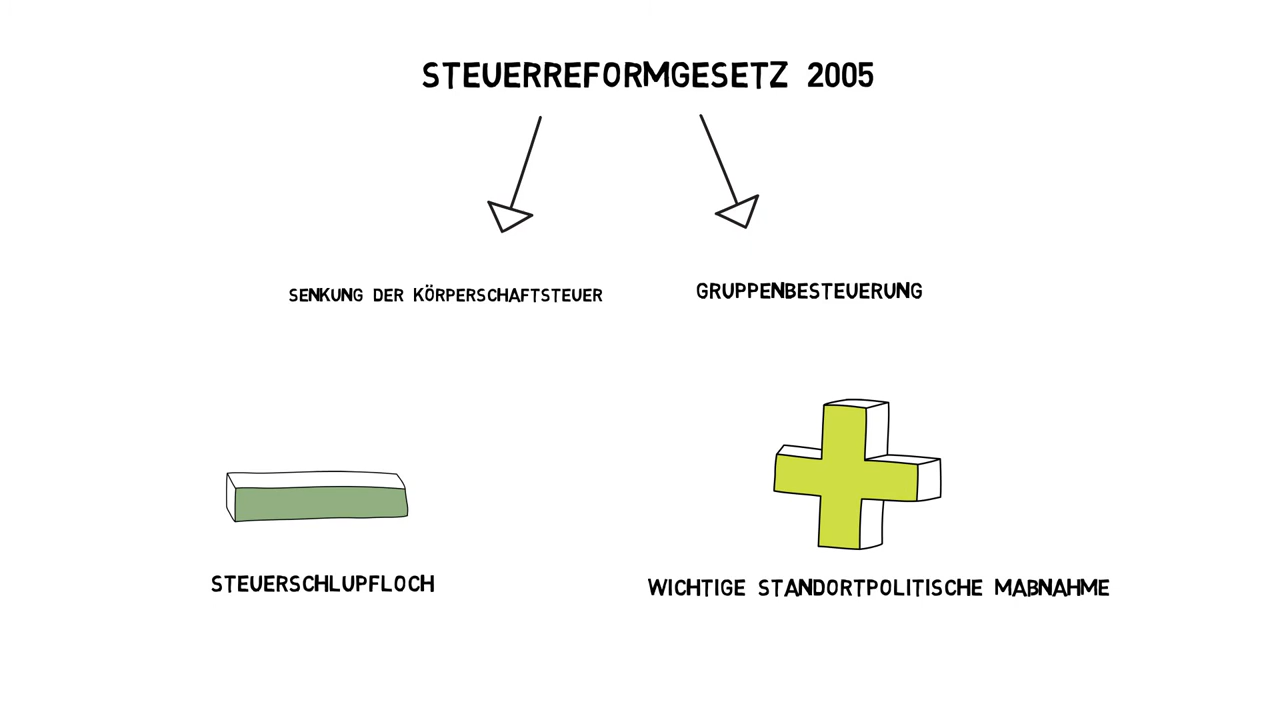 STEUERREFORMGESETZ 2005
SENKUNG DER KÖRPERSCHAFTSTEUER
GRUPPENBESTEUERUNG
STEUERSCHLUPFLOCH
WICHTIGE STANDORTPOLITISCHE MAßNAHME